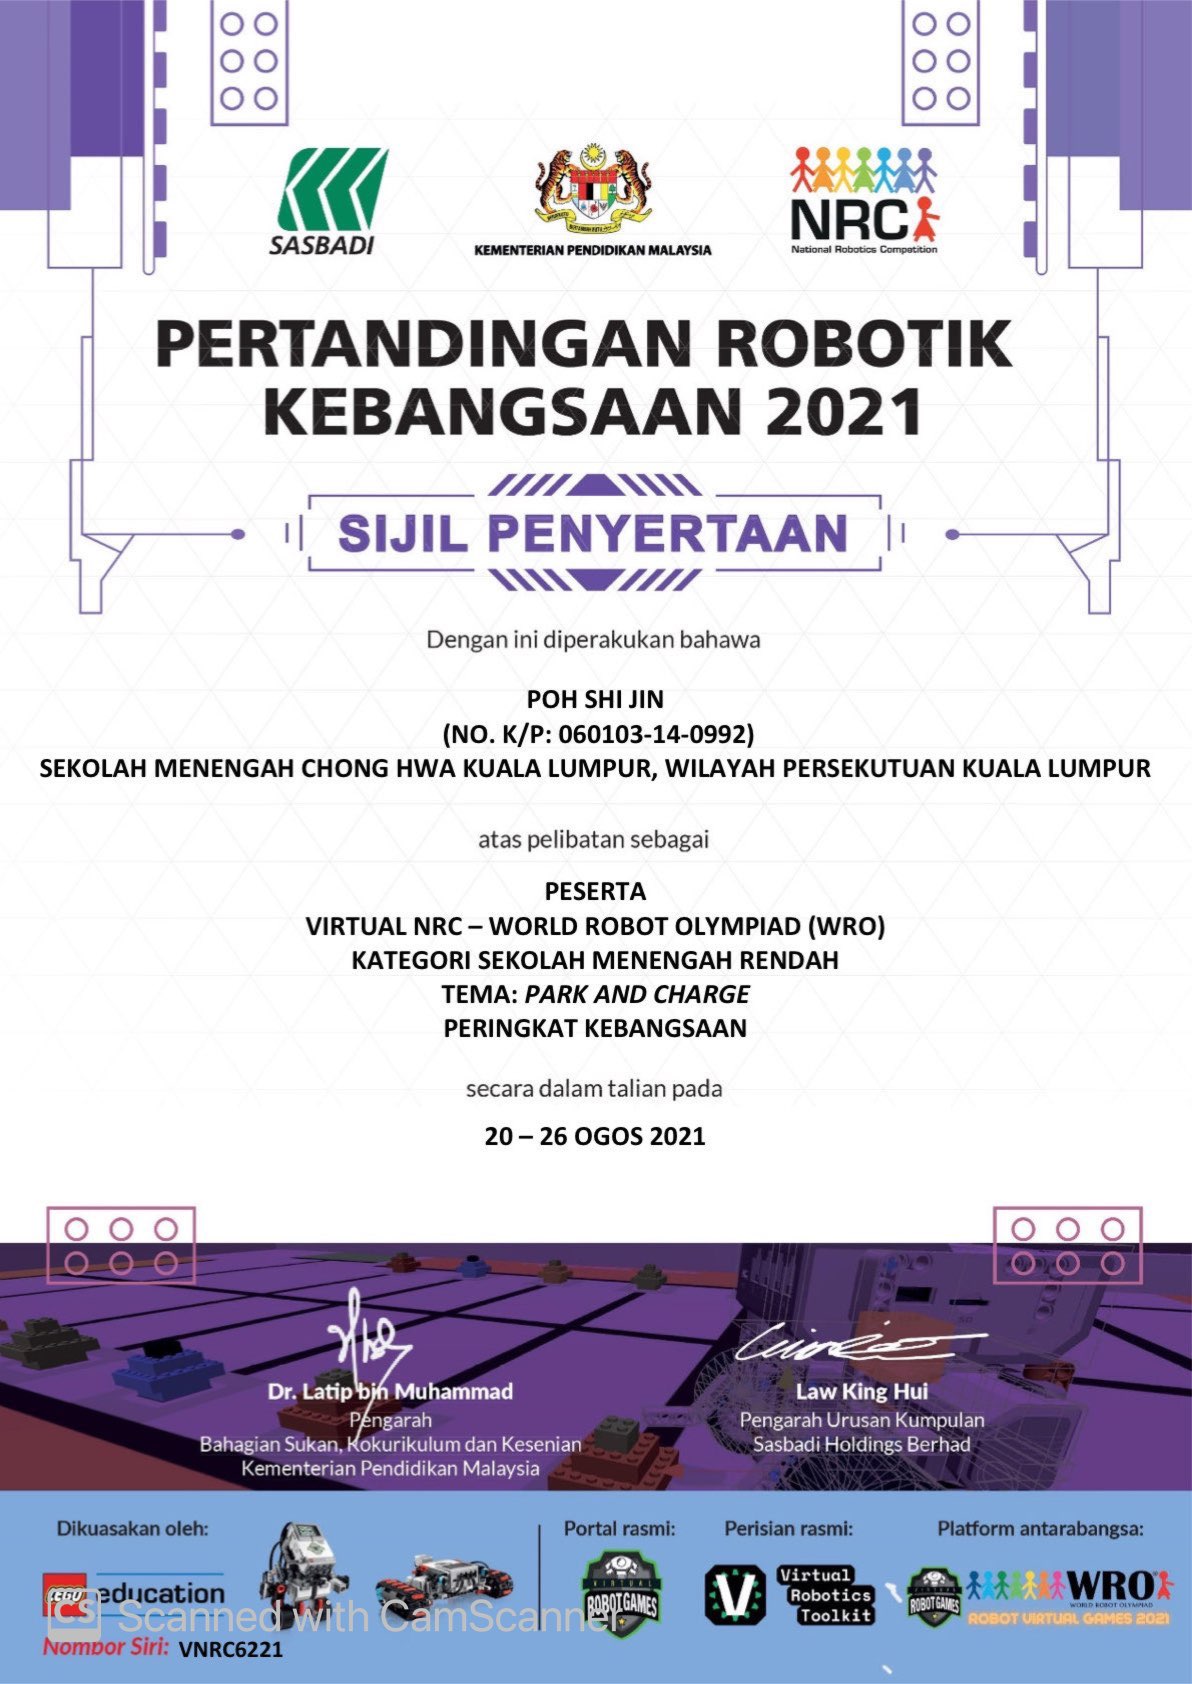 SASBADI
KEMENTERIAN PENDIDIKAN MALAYSIA
NRC
National Robotics Competition
PERTANDINGAN ROBOTIK
KEBANGSAAN 2021
SIJIL PENYERTAAN
Dengan ini diperakukan bahawa
POH SHI JIN
(NO. K/P: 060103-14-0992)
SEKOLAH MENENGAH CHONG HWA KUALA LUMPUR, WILAYAH PERSEKUTUAN KUALA LUMPUR
atas pelibatan sebagai
PESERTA
VIRTUAL NRC – WORLD ROBOT OLYMPIAD (WRO)
KATEGORI SEKOLAH MENENGAH RENDAH
TEMA: PARK AND CHARGE
PERINGKAT KEBANGSAAN
secara dalam talian pada
20 – 26 OGOS 2021
Dr. Latip bin Muhammad
Pengarah
Bahagian Sukan, Kokurikulum dan Kesenian
Kementerian Pendidikan Malaysia
Law King Hui
Pengarah Urusan Kumpulan
Sasbadi Holdings Berhad
Dikuasakan oleh:
LEGO education
Portal rasmi:
VIRTUAL
ROBOTGAMES
Perisian rasmi:
V
Virtual
Robotics
Toolkit
Platform antarabangsa:
ROBOTGAMES
WRO
WORLD ROBOT OLYMPIAD
ROBOT VIRTUAL GAMES 2021
CS Scanned with CamScanner
Nombor Siri: VNRC6221